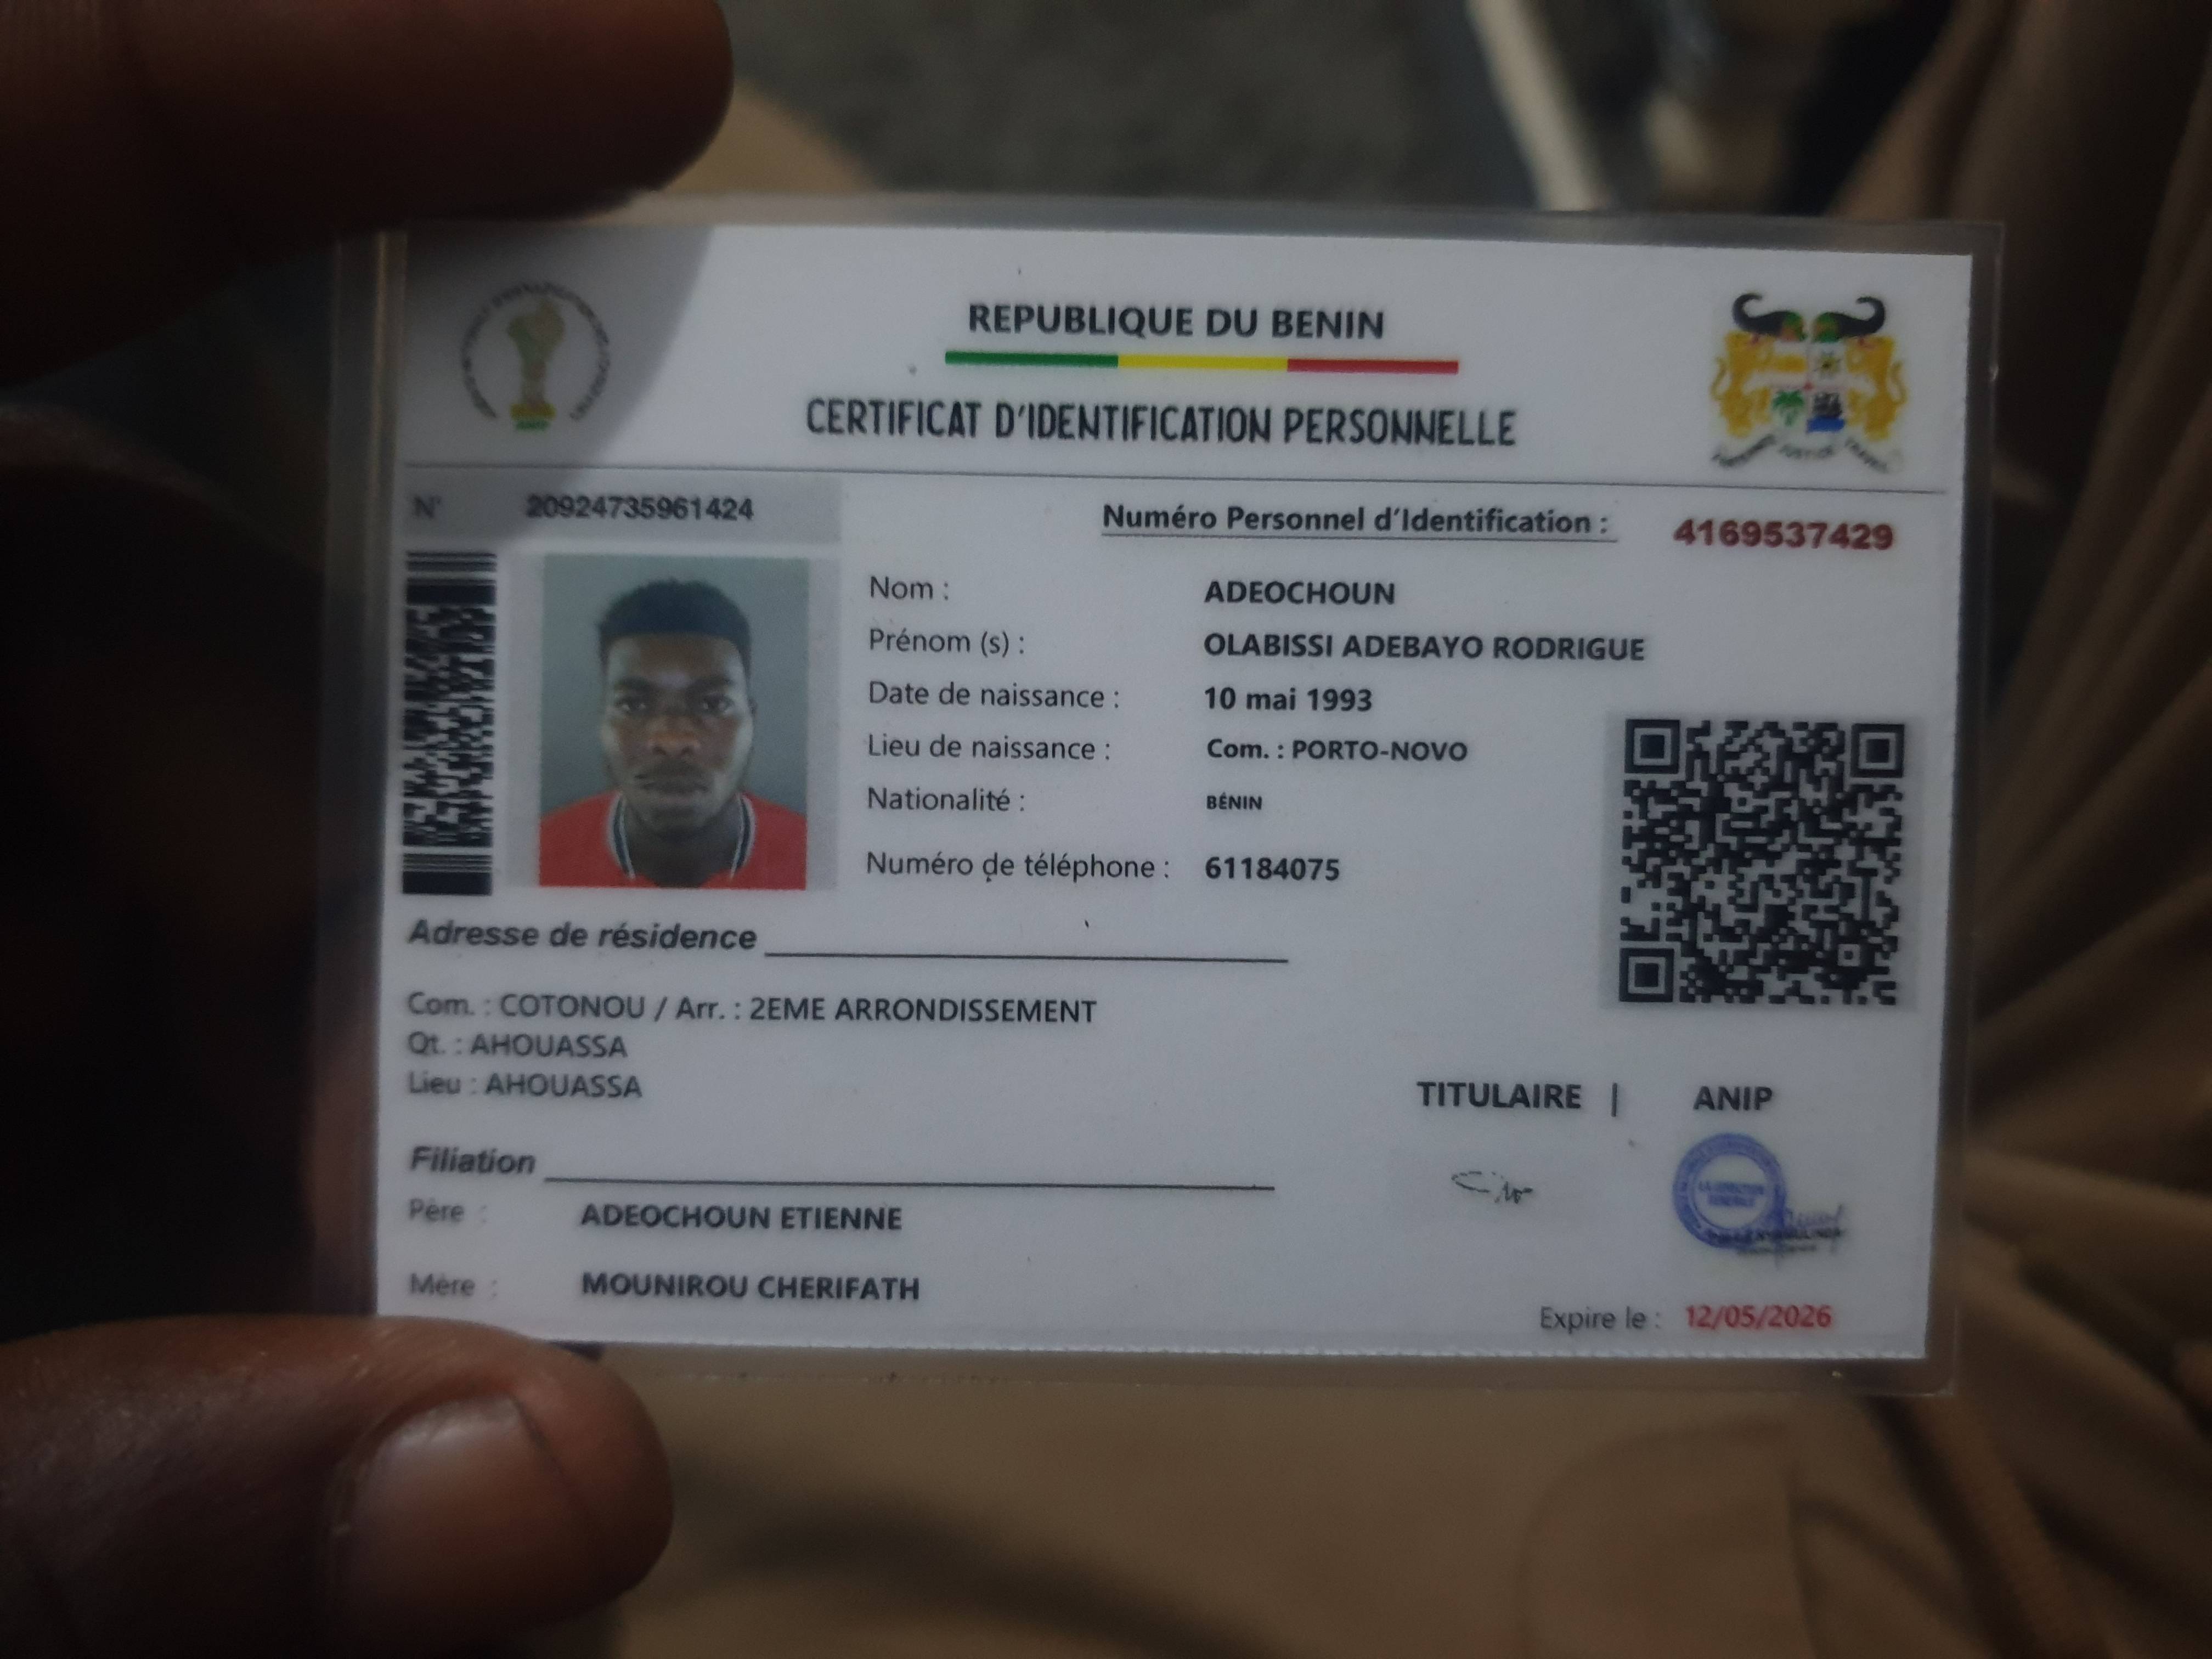 REPUBLIQUE DU BENIN
CERTIFICAT D'IDENTIFICATION PERSONNELLE
N° 20924735961424
Numéro Personnel d'Identification : 4169537429
Nom : ADEOCHOUN
Prénom (s) : OLABISSI ADEBAYO RODRIGUE
Date de naissance : 10 mai 1993
Lieu de naissance : Com. : PORTO-NOVO
Nationalité : BÉNIN
Numéro de téléphone : 61184075
Adresse de résidence
Com. : COTONOU / Arr. : 2EME ARRONDISSEMENT
Qt. : AHOUASSA
Lieu : AHOUASSA
TITULAIRE | ANIP
Filiation
Père : ADEOCHOUN ETIENNE
Mère : MOUNIROU CHERIFATH
Expire le : 12/05/2026